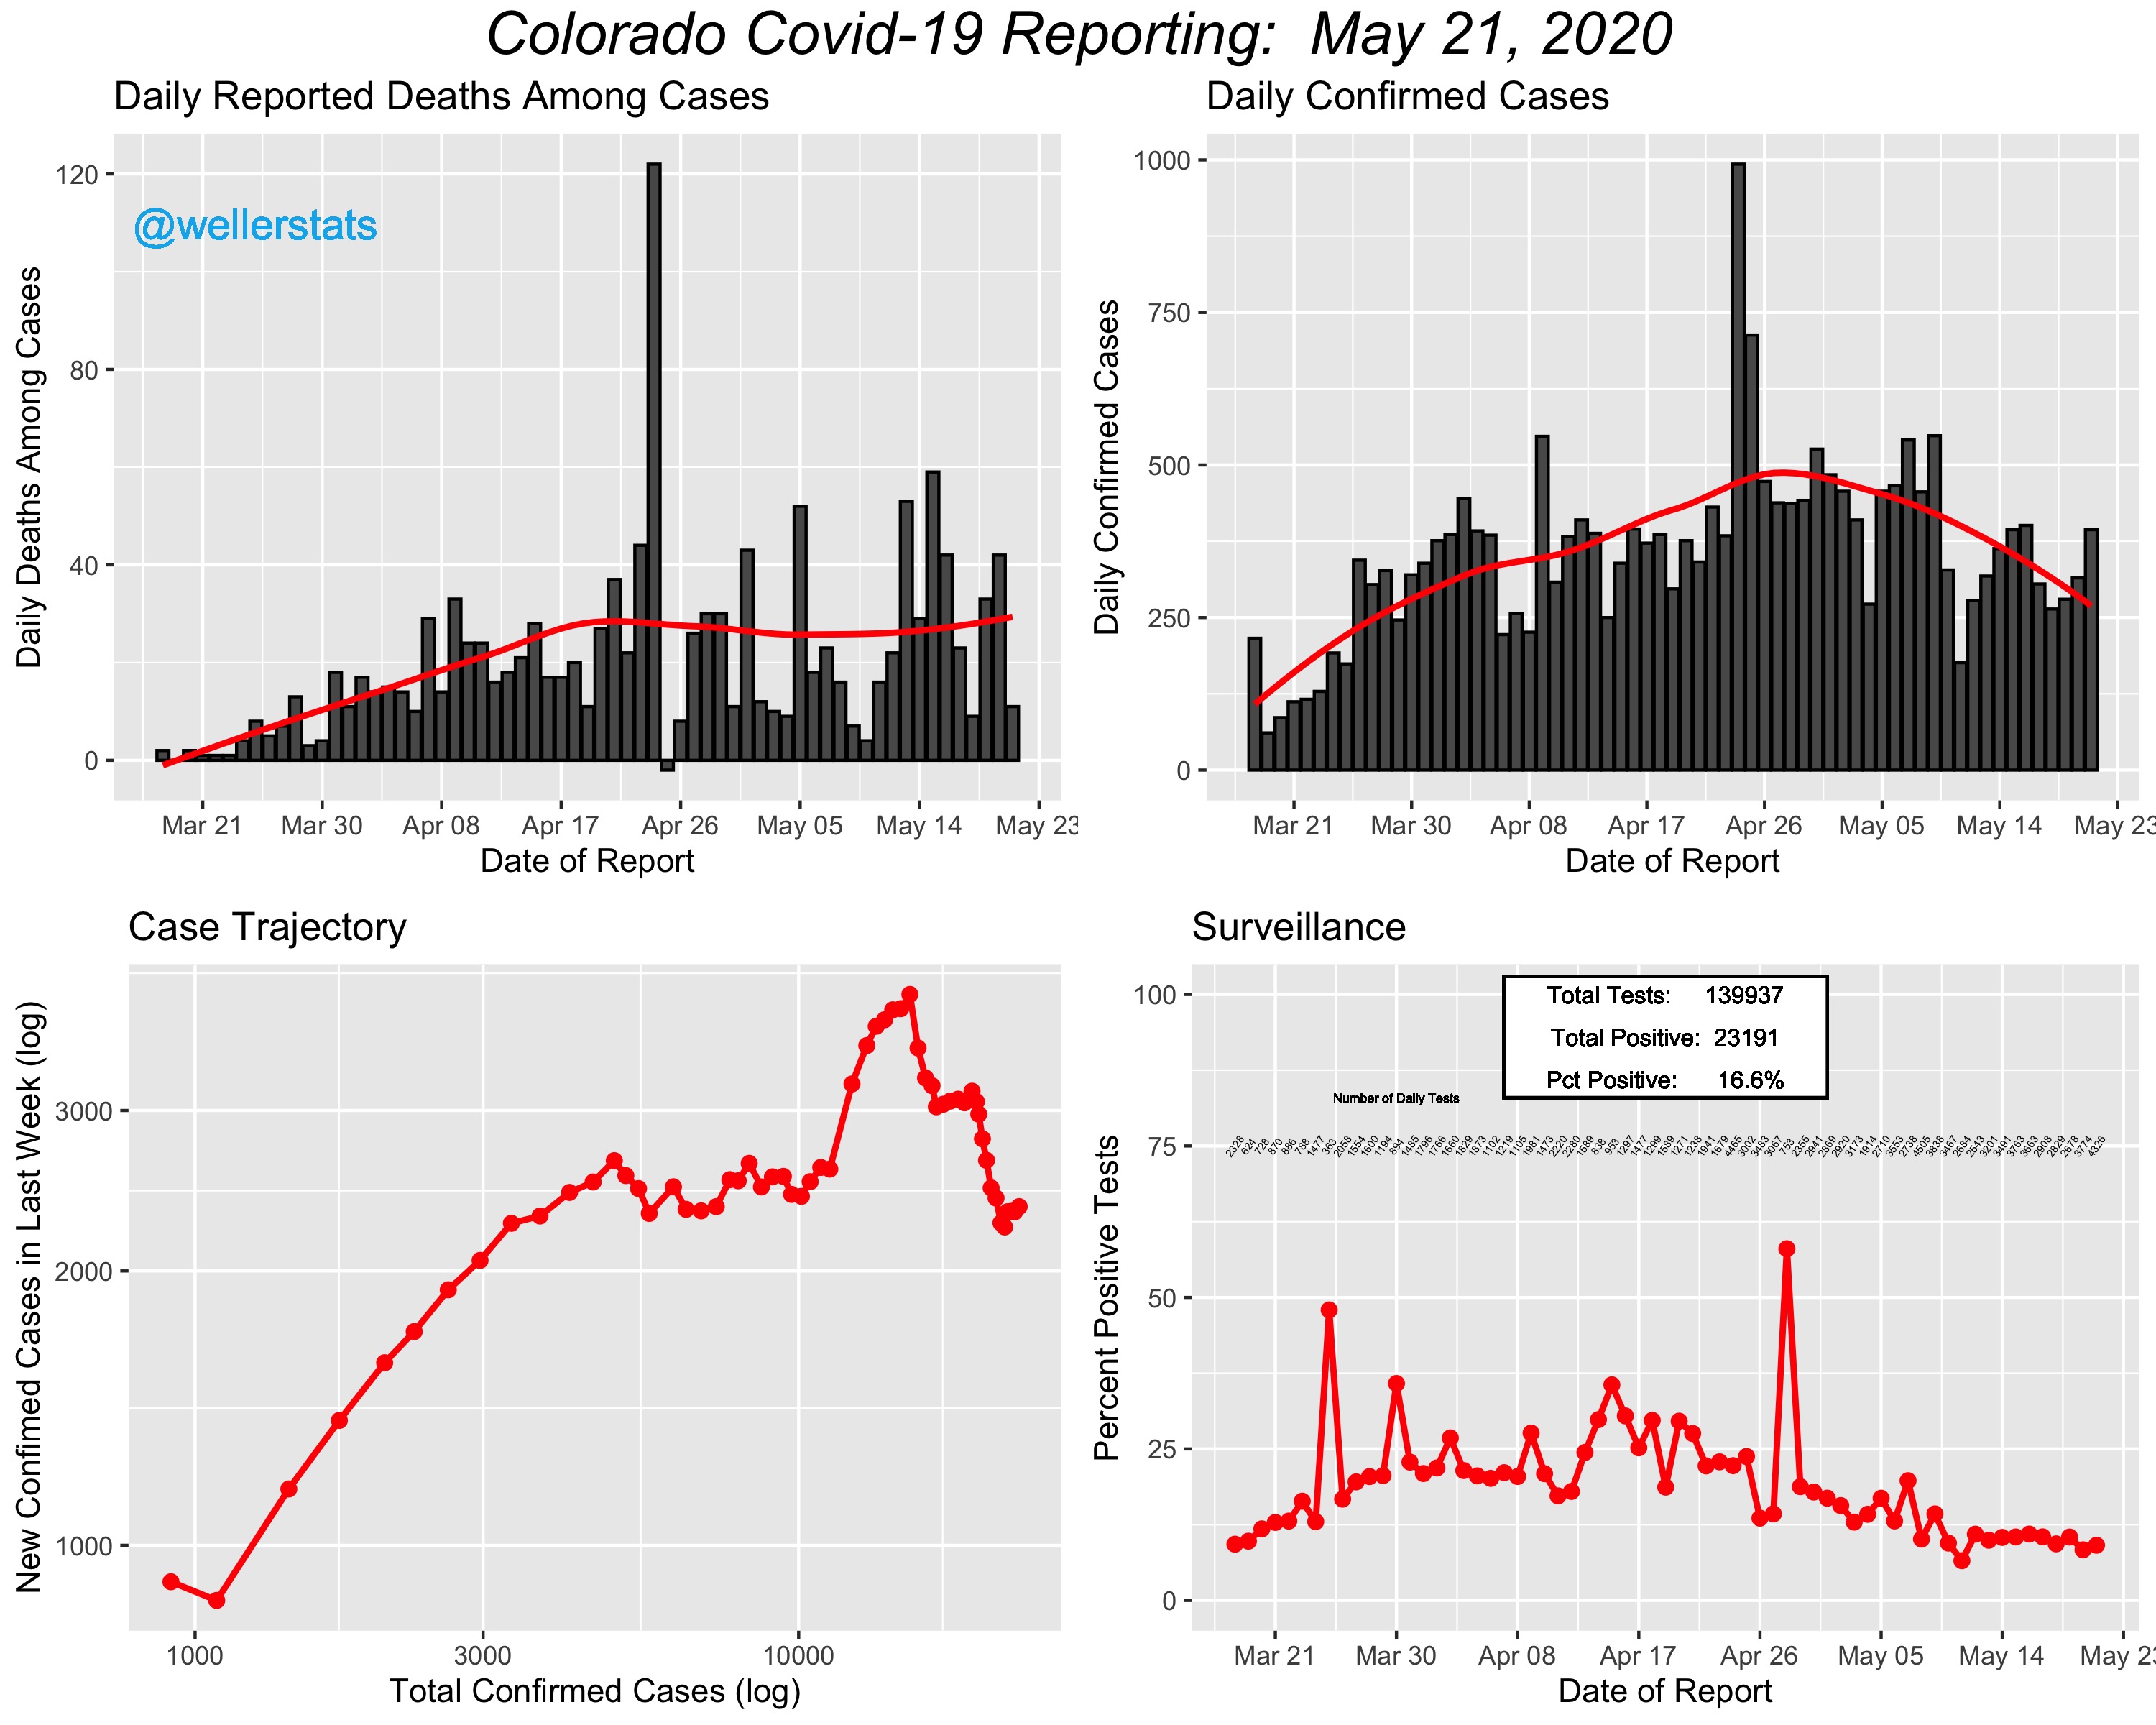 Colorado Covid-19 Reporting: May 21, 2020
Daily Reported Deaths Among Cases
@wellerstats
Daily Deaths Among Cases
120
80
40
0
Mar 21 Mar 30 Apr 08 Apr 17 Apr 26 May 05 May 14 May 23
Date of Report
Daily Confirmed Cases
Daily Confirmed Cases
1000
750
500
250
0
Mar 21 Mar 30 Apr 08 Apr 17 Apr 26 May 05 May 14 May 23
Date of Report
Case Trajectory
New Confimed Cases in Last Week (log)
3000
2000
1000
1000 3000 10000
Total Confirmed Cases (log)
Surveillance
Percent Positive Tests
100
75
50
25
0
Total Tests: 139937
Total Positive: 23191
Pct Positive: 16.6%
Number of Daily Tests
Mar 21 Mar 30 Apr 08 Apr 17 Apr 26 May 05 May 14 May 23
Date of Report